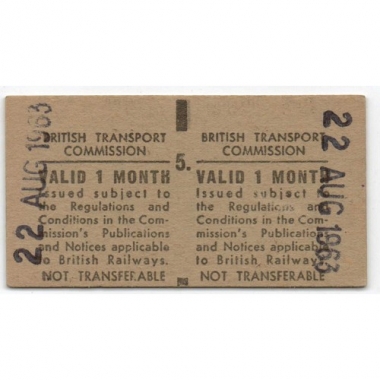 22 AUG 1963
BRITISH TRANSPORT
COMMISSION
VALID 1 MONTH
Issued subject to
the Regulations and
Conditions in the Com-
mission's Publications
and Notices applicable
to British Railways.
NOT TRANSFERABLE
5.
BRITISH TRANSPORT
COMMISSION
VALID 1 MONTH
Issued subject to
the Regulations and
Conditions in the Com-
mission's Publications
and Notices applicable
to British Railways.
NOT TRANSFERABLE
22 AUG 1963